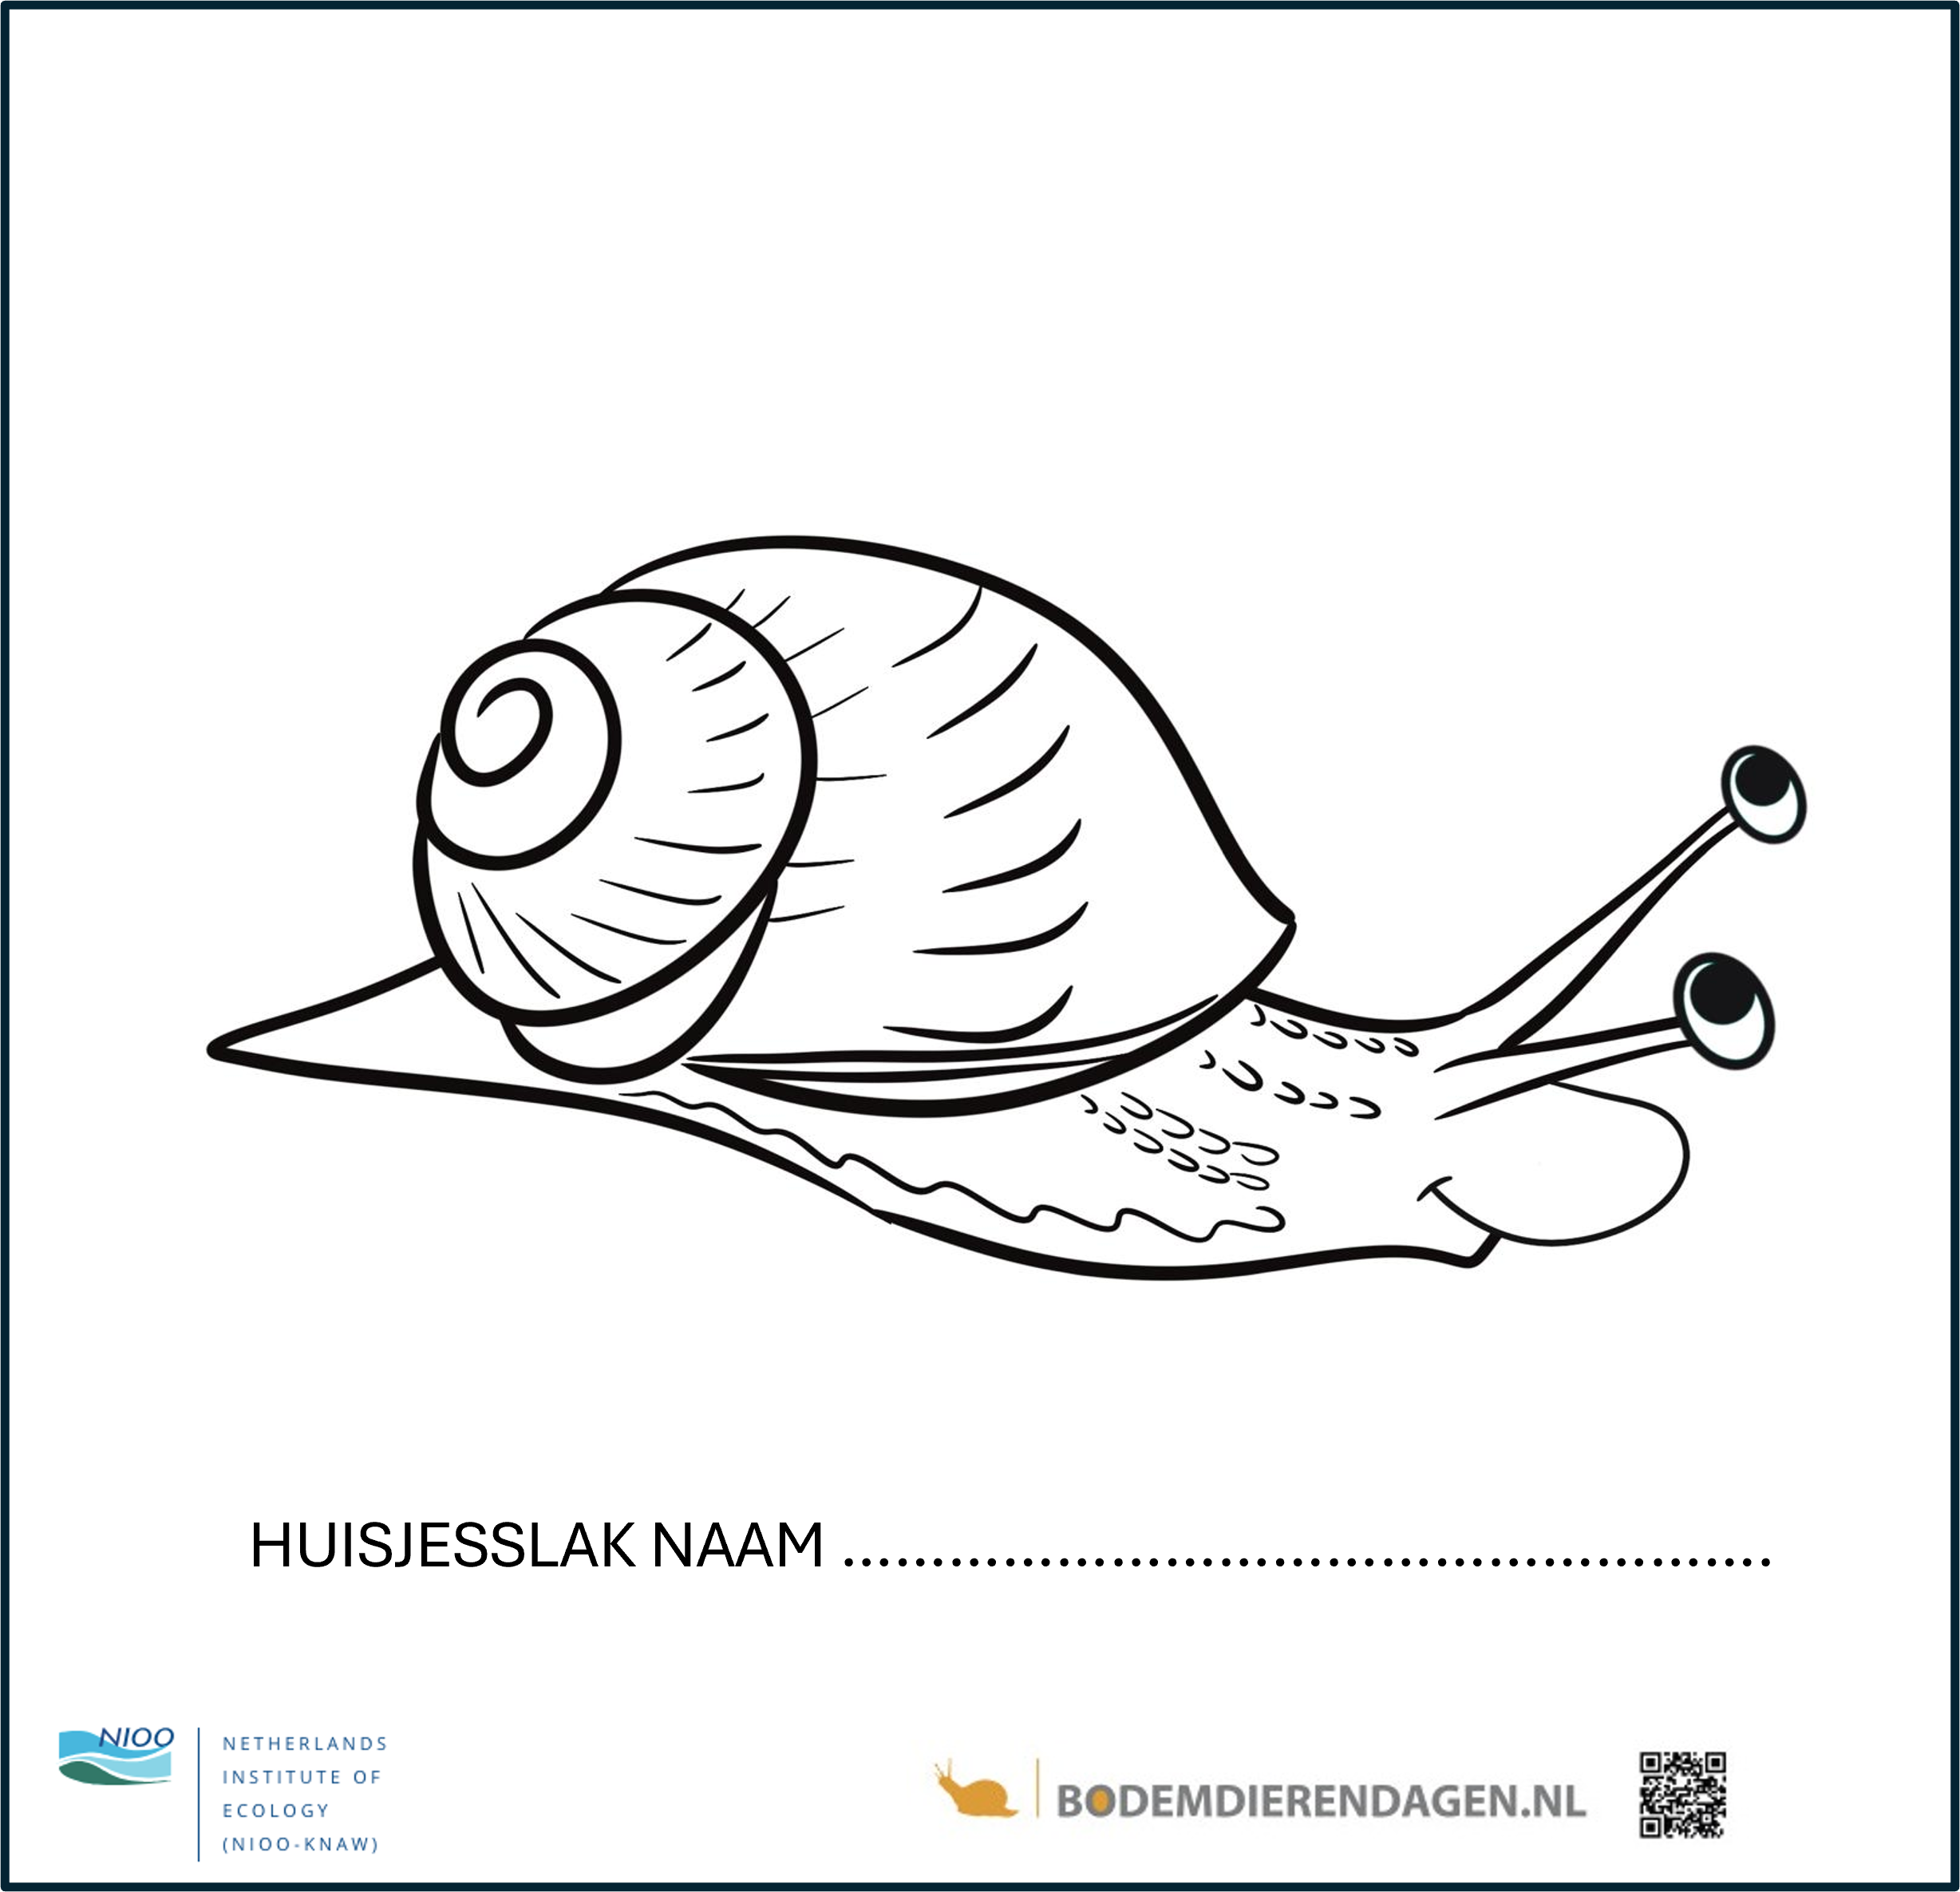 HUISJESSLAK NAAM ....................................................
NIOO
NETHERLANDS
INSTITUTE OF
ECOLOGY
(NIOO-KNAW)
BODEMDIERENDAGEN.NL